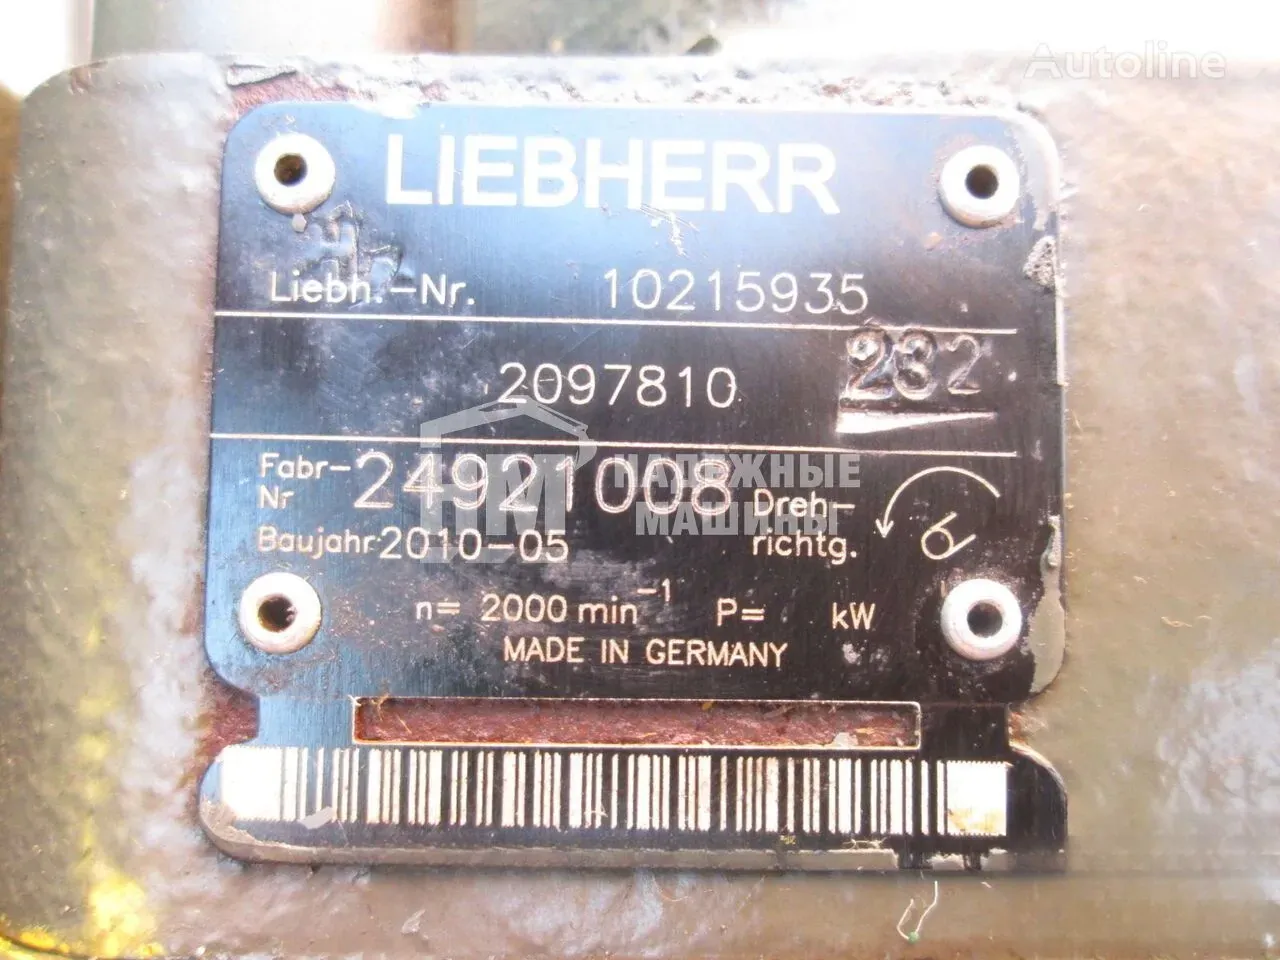 Autoline
LIEBHERR
Liebh.-Nr. 10215935
2097810 232
Fabr-Nr 24921008
НАДЕЖНЫЕ
МАШИНЫ
НМ
Dreh-
richtg.
Baujahr 2010-05
n= 2000 min-1 P= kW
MADE IN GERMANY